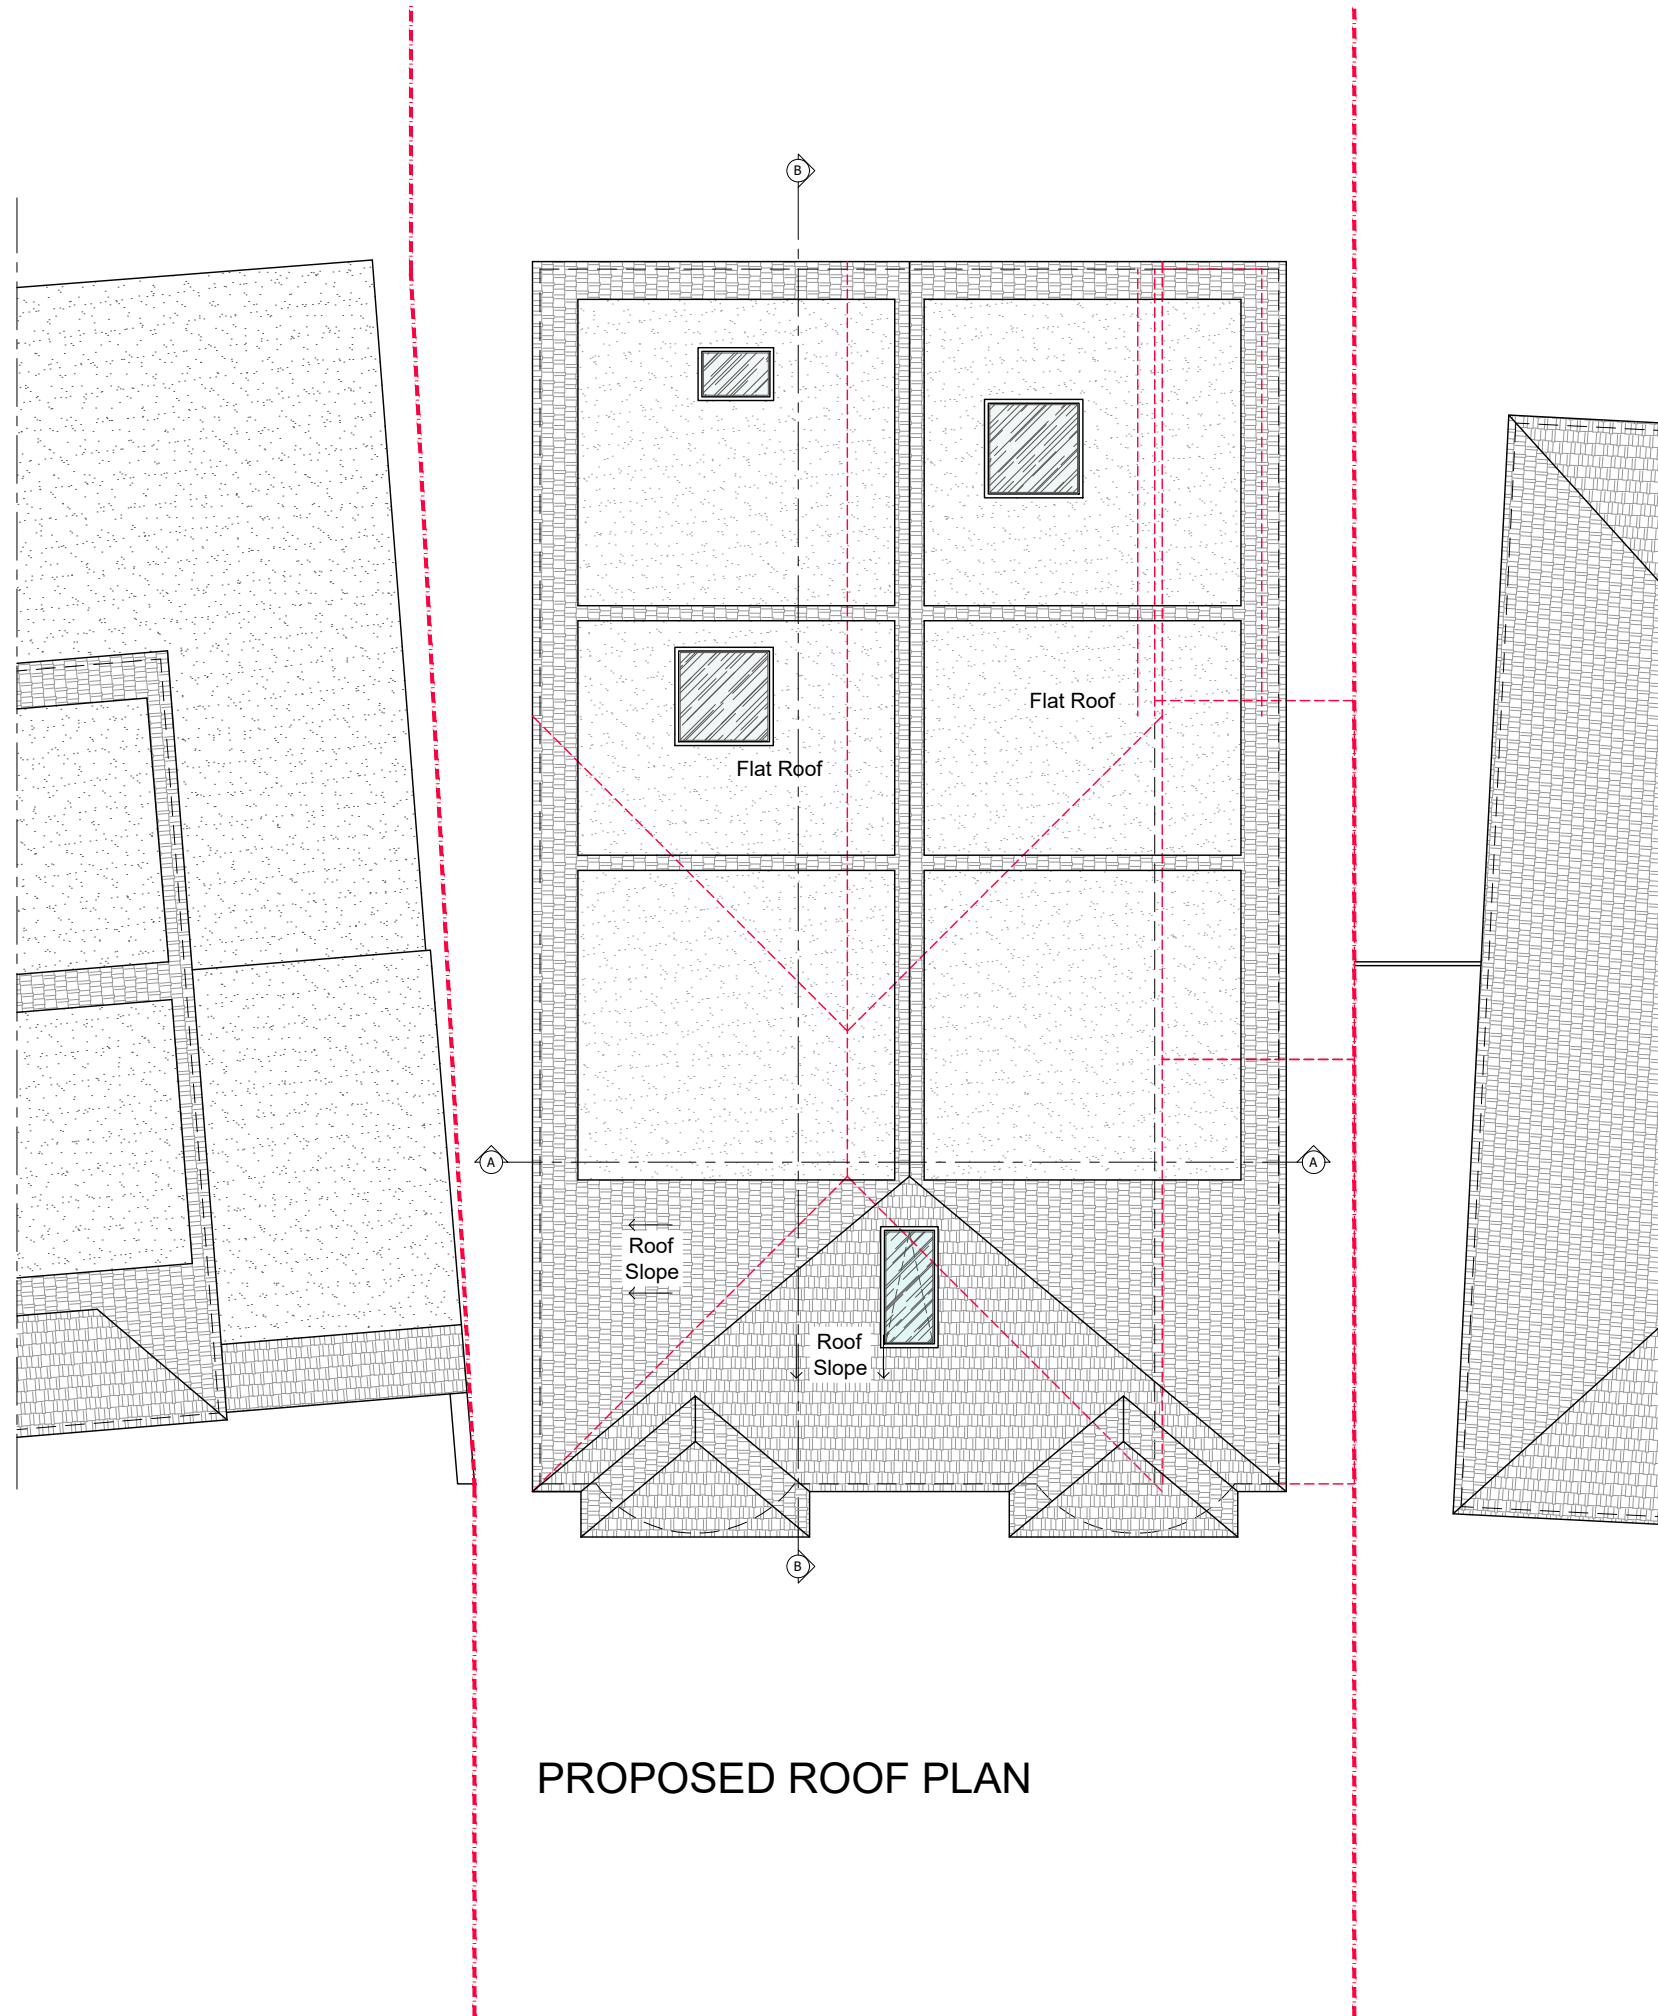 B
Flat Roof
Flat Roof
A
A
Roof
Slope
Roof
Slope
B
PROPOSED ROOF PLAN